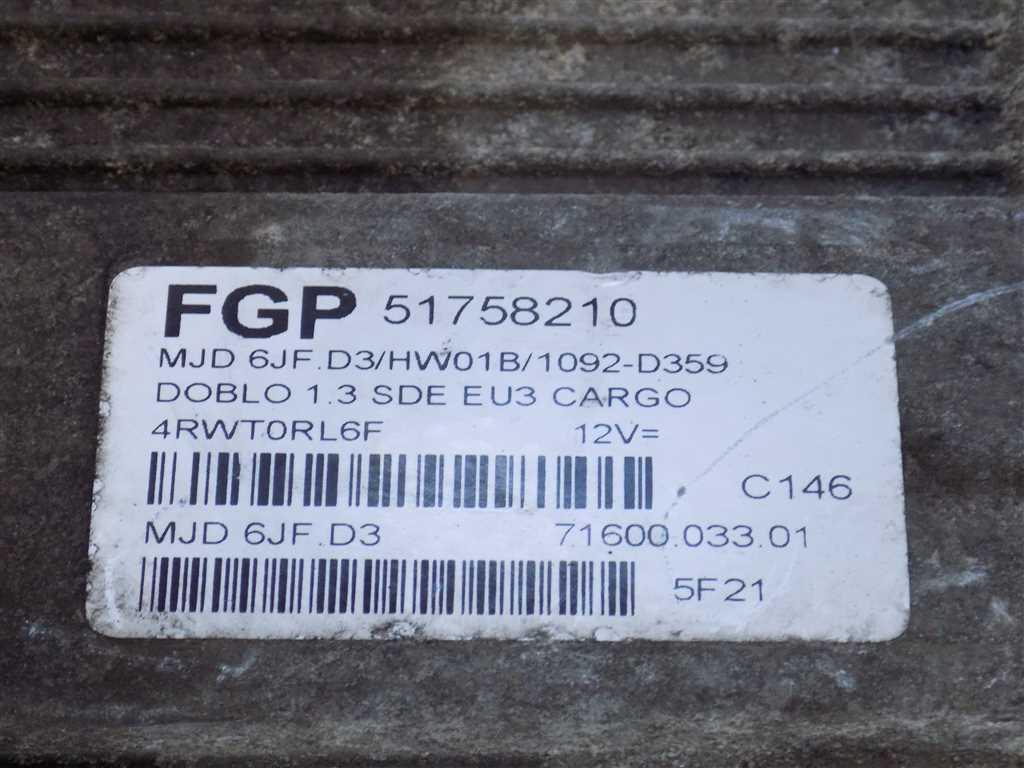 FGP 51758210
MJD 6JF.D3/HW01B/1092-D359
DOBLO 1.3 SDE EU3 CARGO
4RWT0RL6F 12V=
C146
MJD 6JF.D3 71600.033.01
5F21